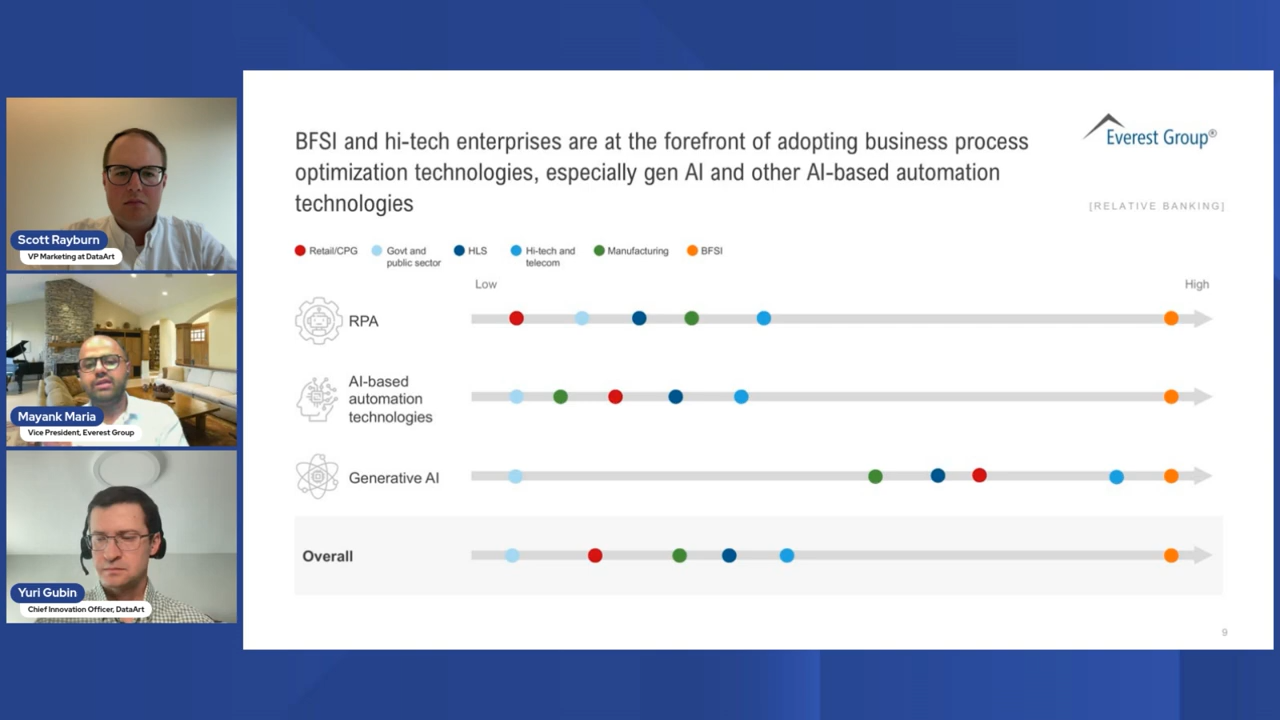 Scott Rayburn
VP Marketing at DataArt
Mayank Maria
Vice President, Everest Group
Yuri Gubin
Chief Innovation Officer, DataArt
BFSI and hi-tech enterprises are at the forefront of adopting business process
optimization technologies, especially gen AI and other AI-based automation
technologies
Everest Group®
[RELATIVE BANKING]
Retail/CPG
Govt and
public sector
HLS
Hi-tech and
telecom
Manufacturing
BFSI
Low
High
RPA
AI-based
automation
technologies
Generative AI
Overall
9